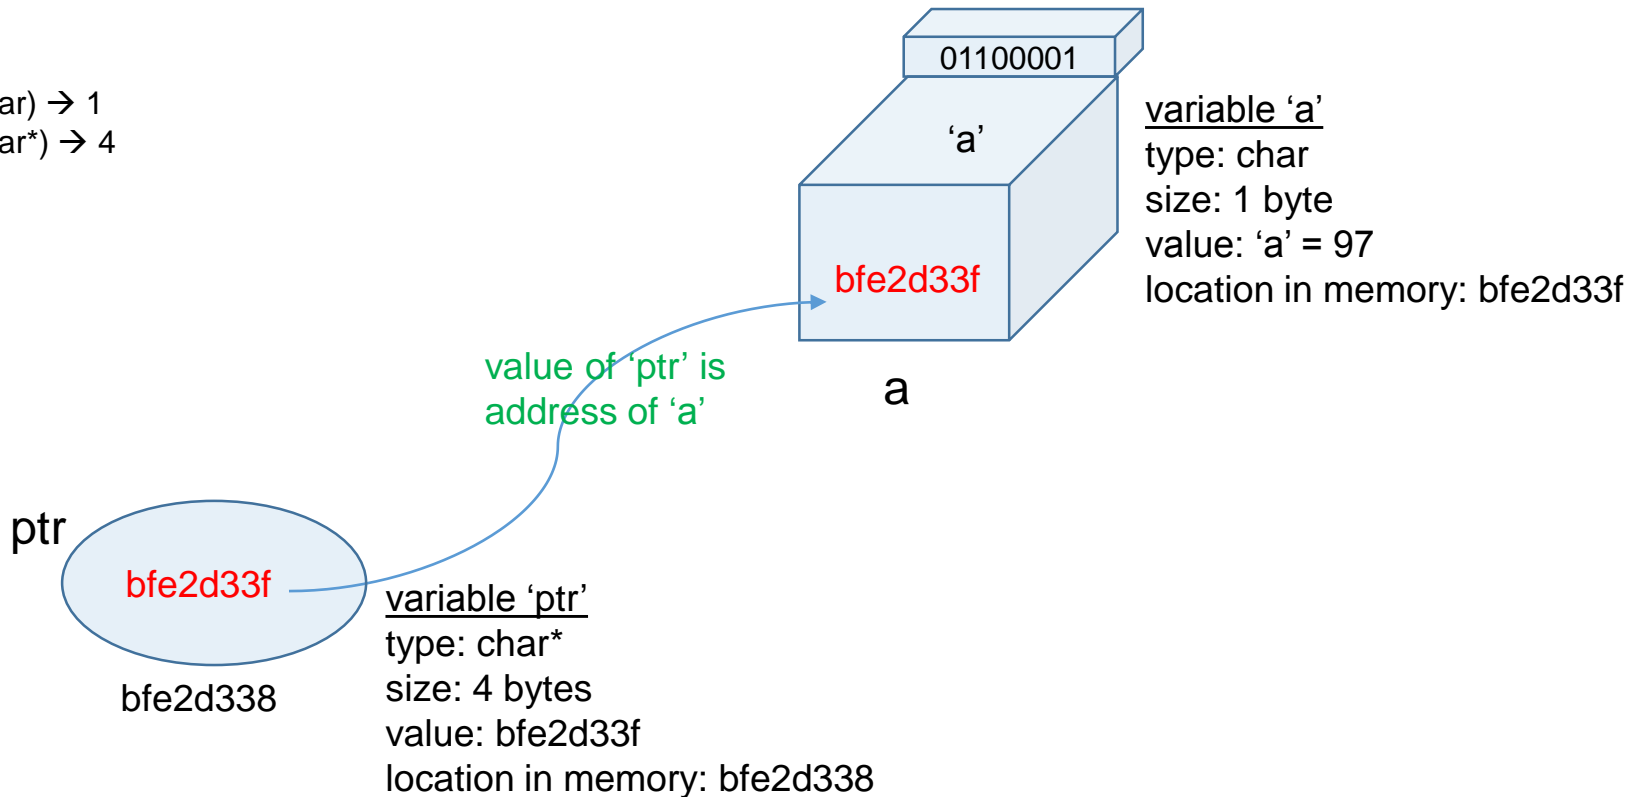 ar) → 1
ar*) → 4
01100001
‘a’
bfe2d33f
a
variable ‘a’
type: char
size: 1 byte
value: ‘a’ = 97
location in memory: bfe2d33f
value of ‘ptr’ is
address of ‘a’
ptr
bfe2d33f
bfe2d338
variable ‘ptr’
type: char*
size: 4 bytes
value: bfe2d33f
location in memory: bfe2d338